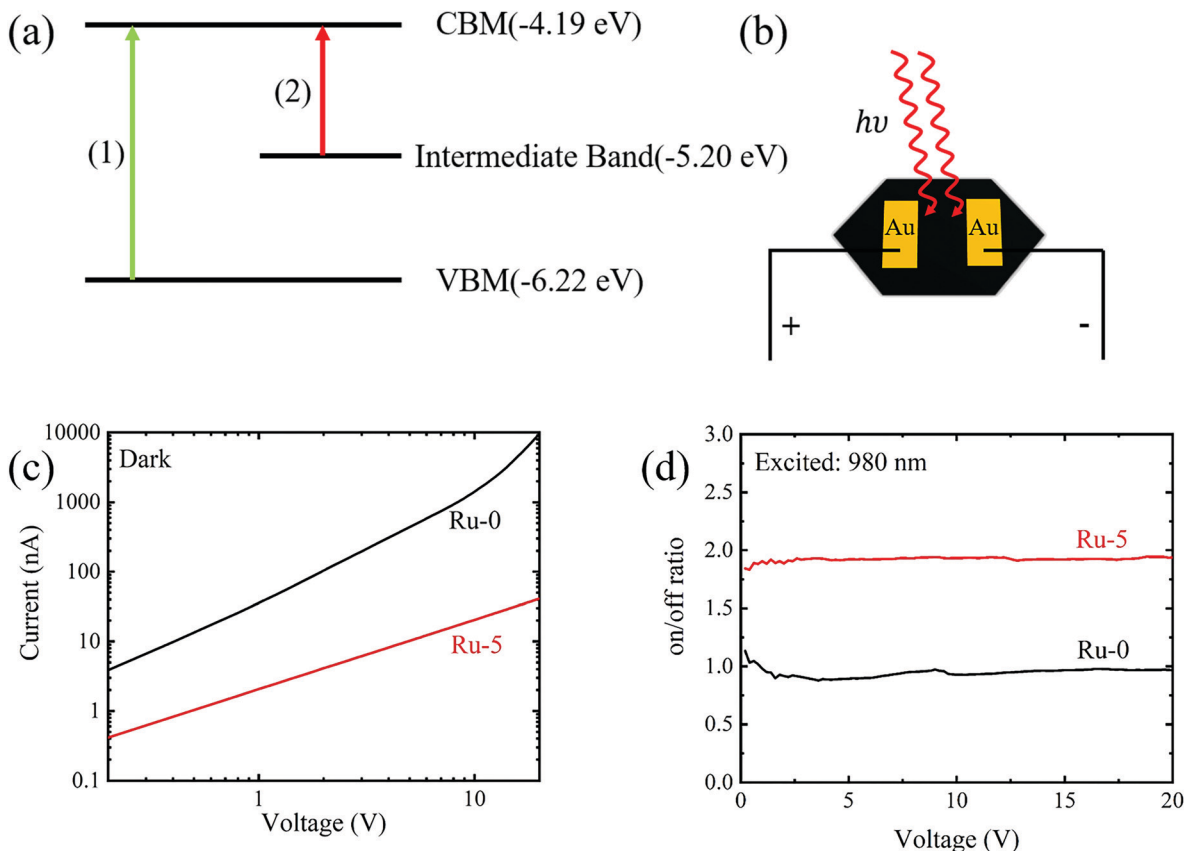 (a)
CBM(-4.19 eV)
(1)
(2)
Intermediate Band(-5.20 eV)
VBM(-6.22 eV)
(b)
hυ
Au
Au
+
-
(c)
Dark
Ru-0
Ru-5
10000
1000
100
10
1
0.1
1
10
Current (nA)
Voltage (V)
(d)
Excited: 980 nm
Ru-5
Ru-0
3.0
2.5
2.0
1.5
1.0
0.5
0.0
0
5
10
15
20
on/off ratio
Voltage (V)